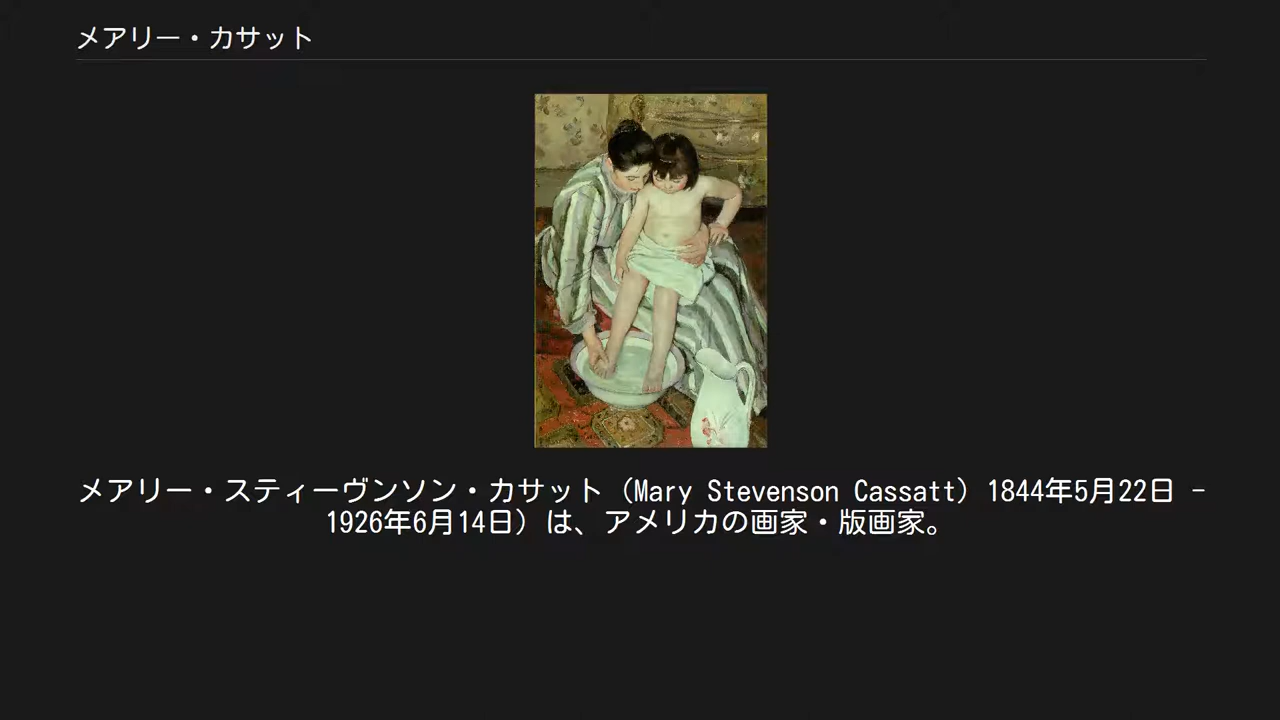 メアリー・カサット
メアリー・スティーヴンソン・カサット（Mary Stevenson Cassatt）1844年5月22日 -
1926年6月14日）は、アメリカの画家・版画家。